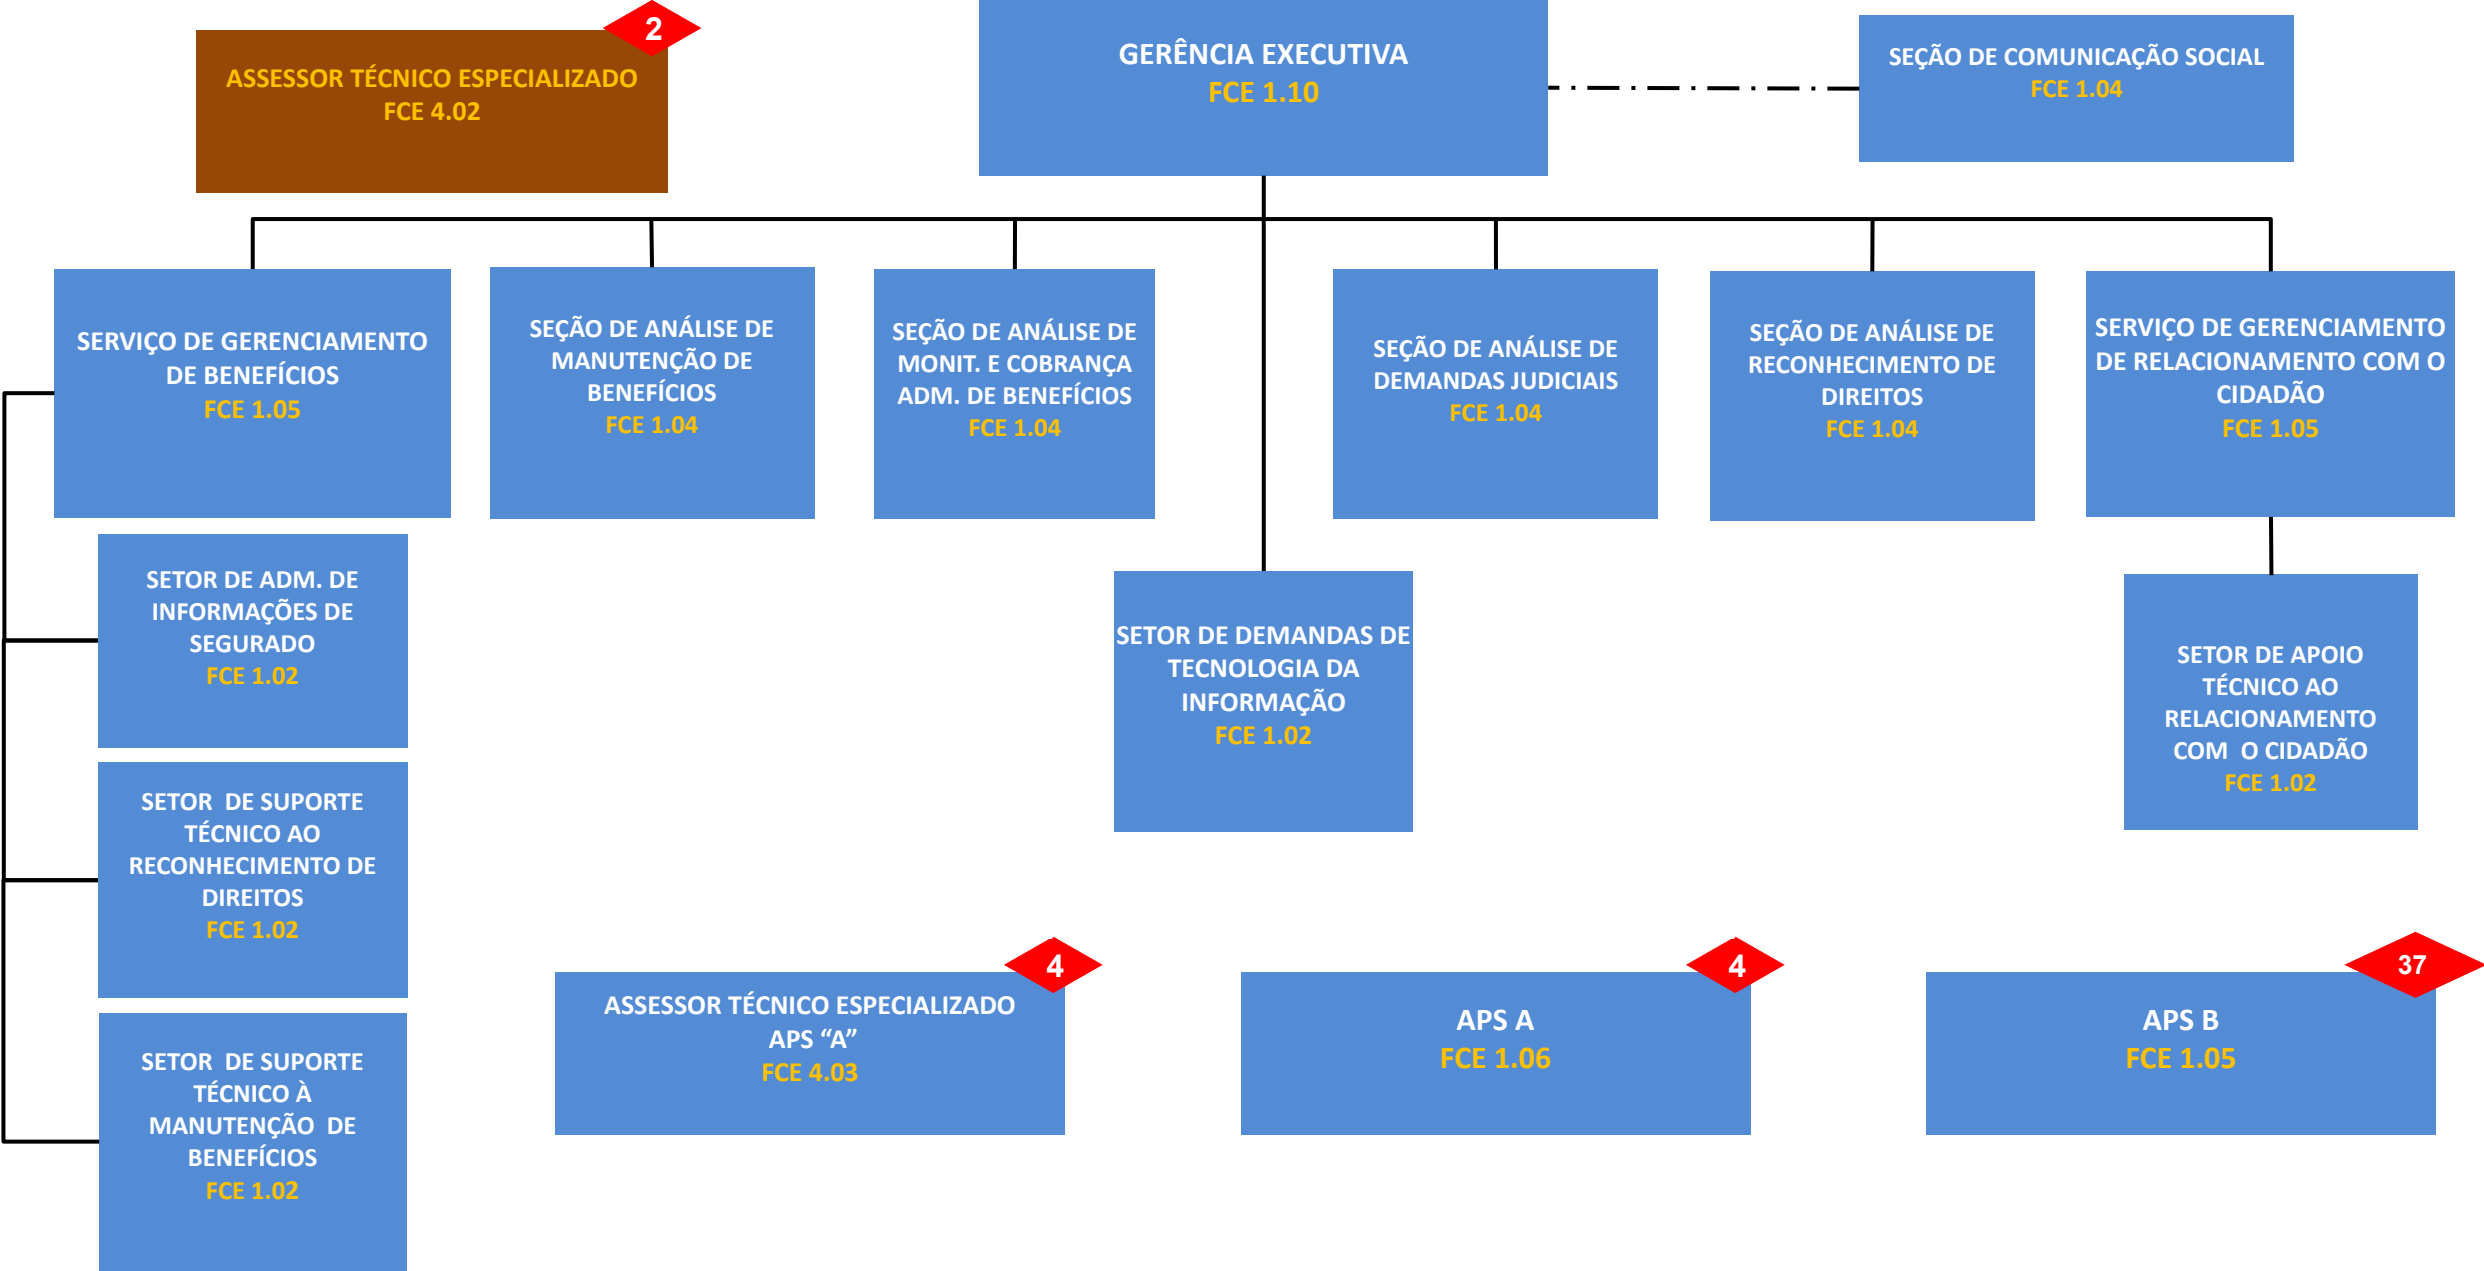 2
ASSESSOR TÉCNICO ESPECIALIZADO
FCE 4.02
GERÊNCIA EXECUTIVA
FCE 1.10
SEÇÃO DE COMUNICAÇÃO SOCIAL
FCE 1.04
SERVIÇO DE GERENCIAMENTO
DE BENEFÍCIOS
FCE 1.05
SEÇÃO DE ANÁLISE DE
MANUTENÇÃO DE
BENEFÍCIOS
FCE 1.04
SEÇÃO DE ANÁLISE DE
MONIT. E COBRANÇA
ADM. DE BENEFÍCIOS
FCE 1.04
SEÇÃO DE ANÁLISE DE
DEMANDAS JUDICIAIS
FCE 1.04
SEÇÃO DE ANÁLISE DE
RECONHECIMENTO DE
DIREITOS
FCE 1.04
SERVIÇO DE GERENCIAMENTO
DE RELACIONAMENTO COM O
CIDADÃO
FCE 1.05
SETOR DE ADM. DE
INFORMAÇÕES DE
SEGURADO
FCE 1.02
SETOR DE DEMANDAS DE
TECNOLOGIA DA
INFORMAÇÃO
FCE 1.02
SETOR DE APOIO
TÉCNICO AO
RELACIONAMENTO
COM O CIDADÃO
FCE 1.02
SETOR DE SUPORTE
TÉCNICO AO
RECONHECIMENTO DE
DIREITOS
FCE 1.02
SETOR DE SUPORTE
TÉCNICO À
MANUTENÇÃO DE
BENEFÍCIOS
FCE 1.02
4
ASSESSOR TÉCNICO ESPECIALIZADO
APS “A”
FCE 4.03
4
APS A
FCE 1.06
37
APS B
FCE 1.05